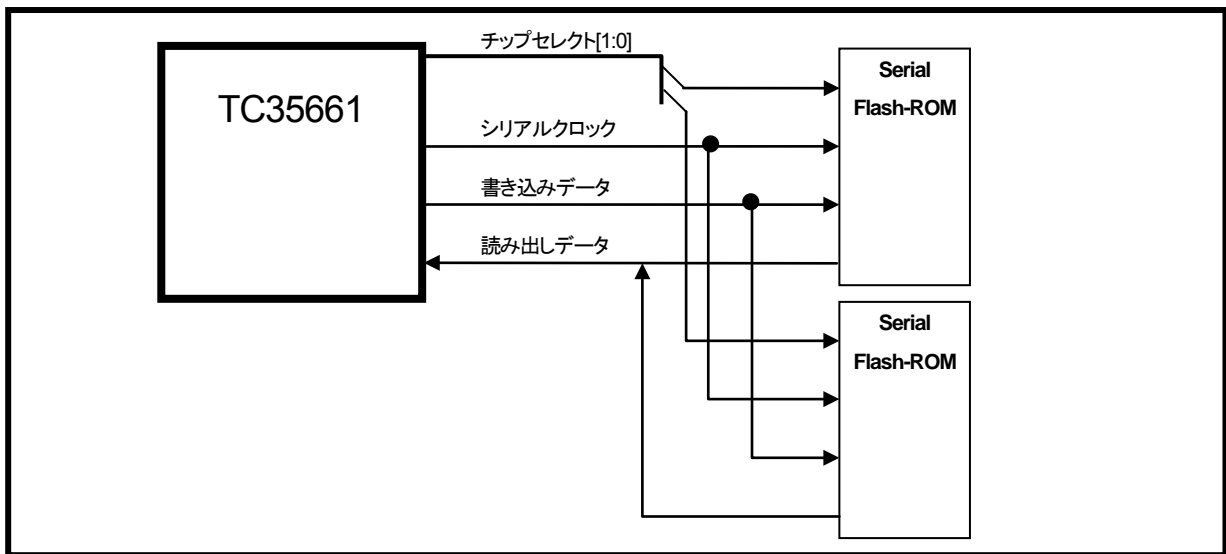 チップセレクト[1:0]
TC35661
シリアルクロック
書き込みデータ
読み出しデータ
Serial
Flash-ROM
Serial
Flash-ROM